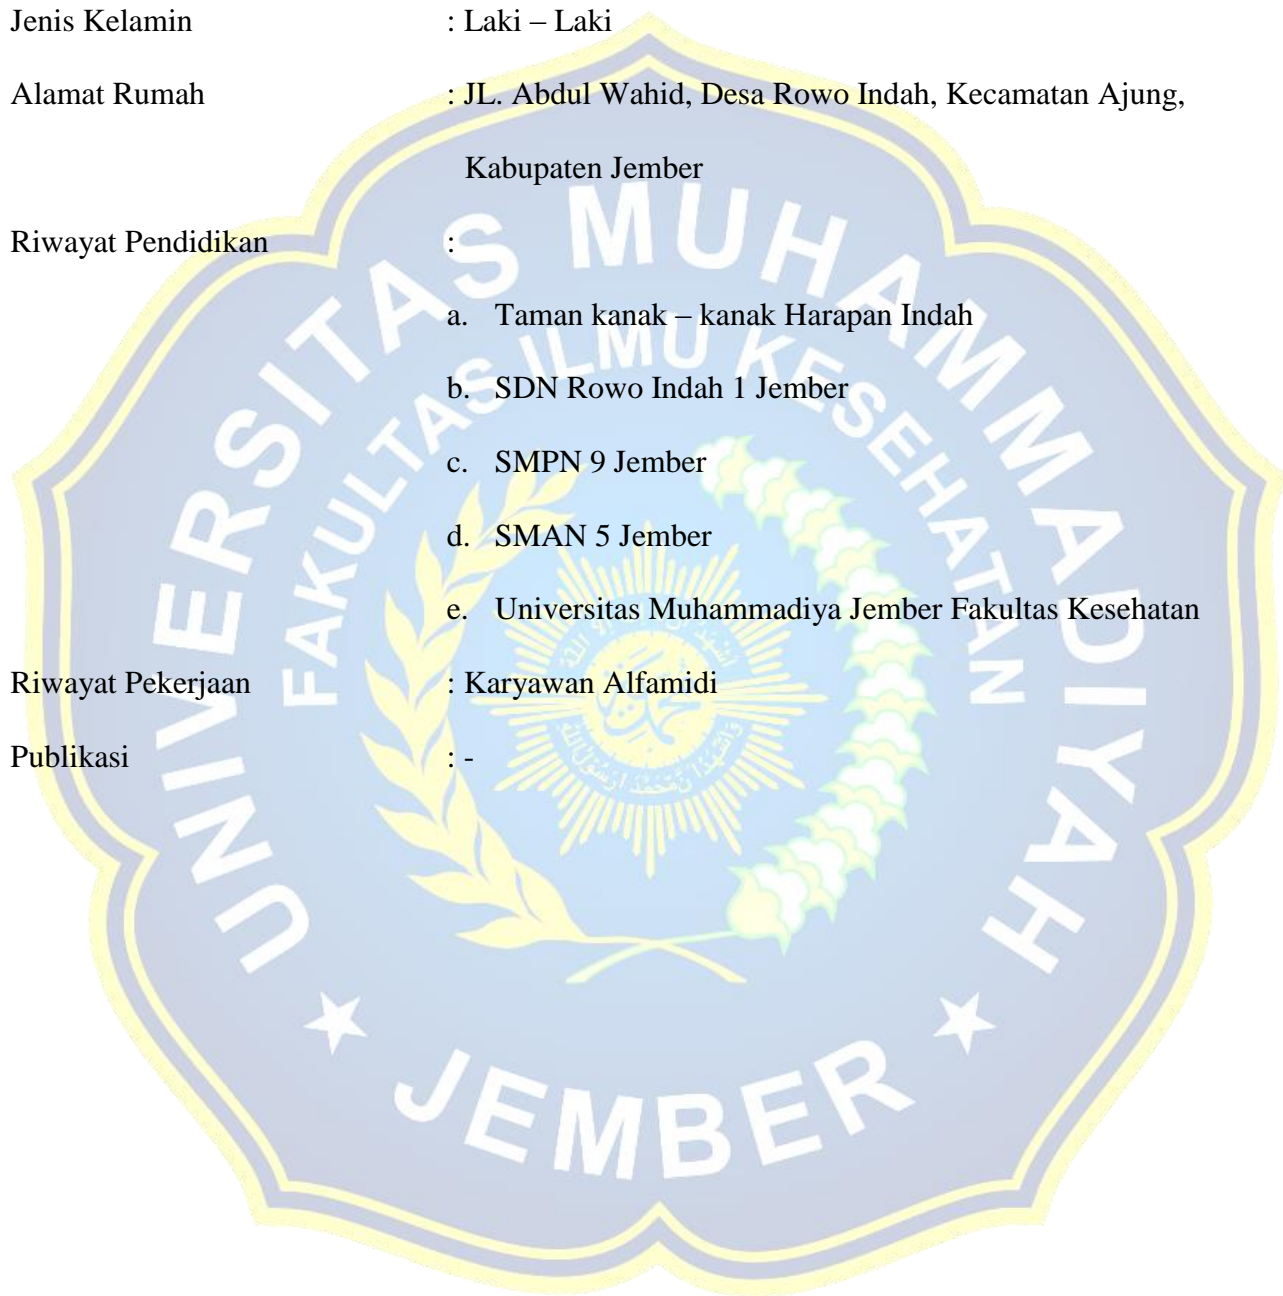 Jenis Kelamin : Laki – Laki
Alamat Rumah : JL. Abdul Wahid, Desa Rowo Indah, Kecamatan Ajung,
Kabupaten Jember
Riwayat Pendidikan :
a. Taman kanak – kanak Harapan Indah
b. SDN Rowo Indah 1 Jember
c. SMPN 9 Jember
d. SMAN 5 Jember
e. Universitas Muhammadiya Jember Fakultas Kesehatan
Riwayat Pekerjaan : Karyawan Alfamidi
Publikasi : -
UNIVERSITAS MUHAMMADIYAH
FAKULTAS ILMU KESEHATAN
JEMBER